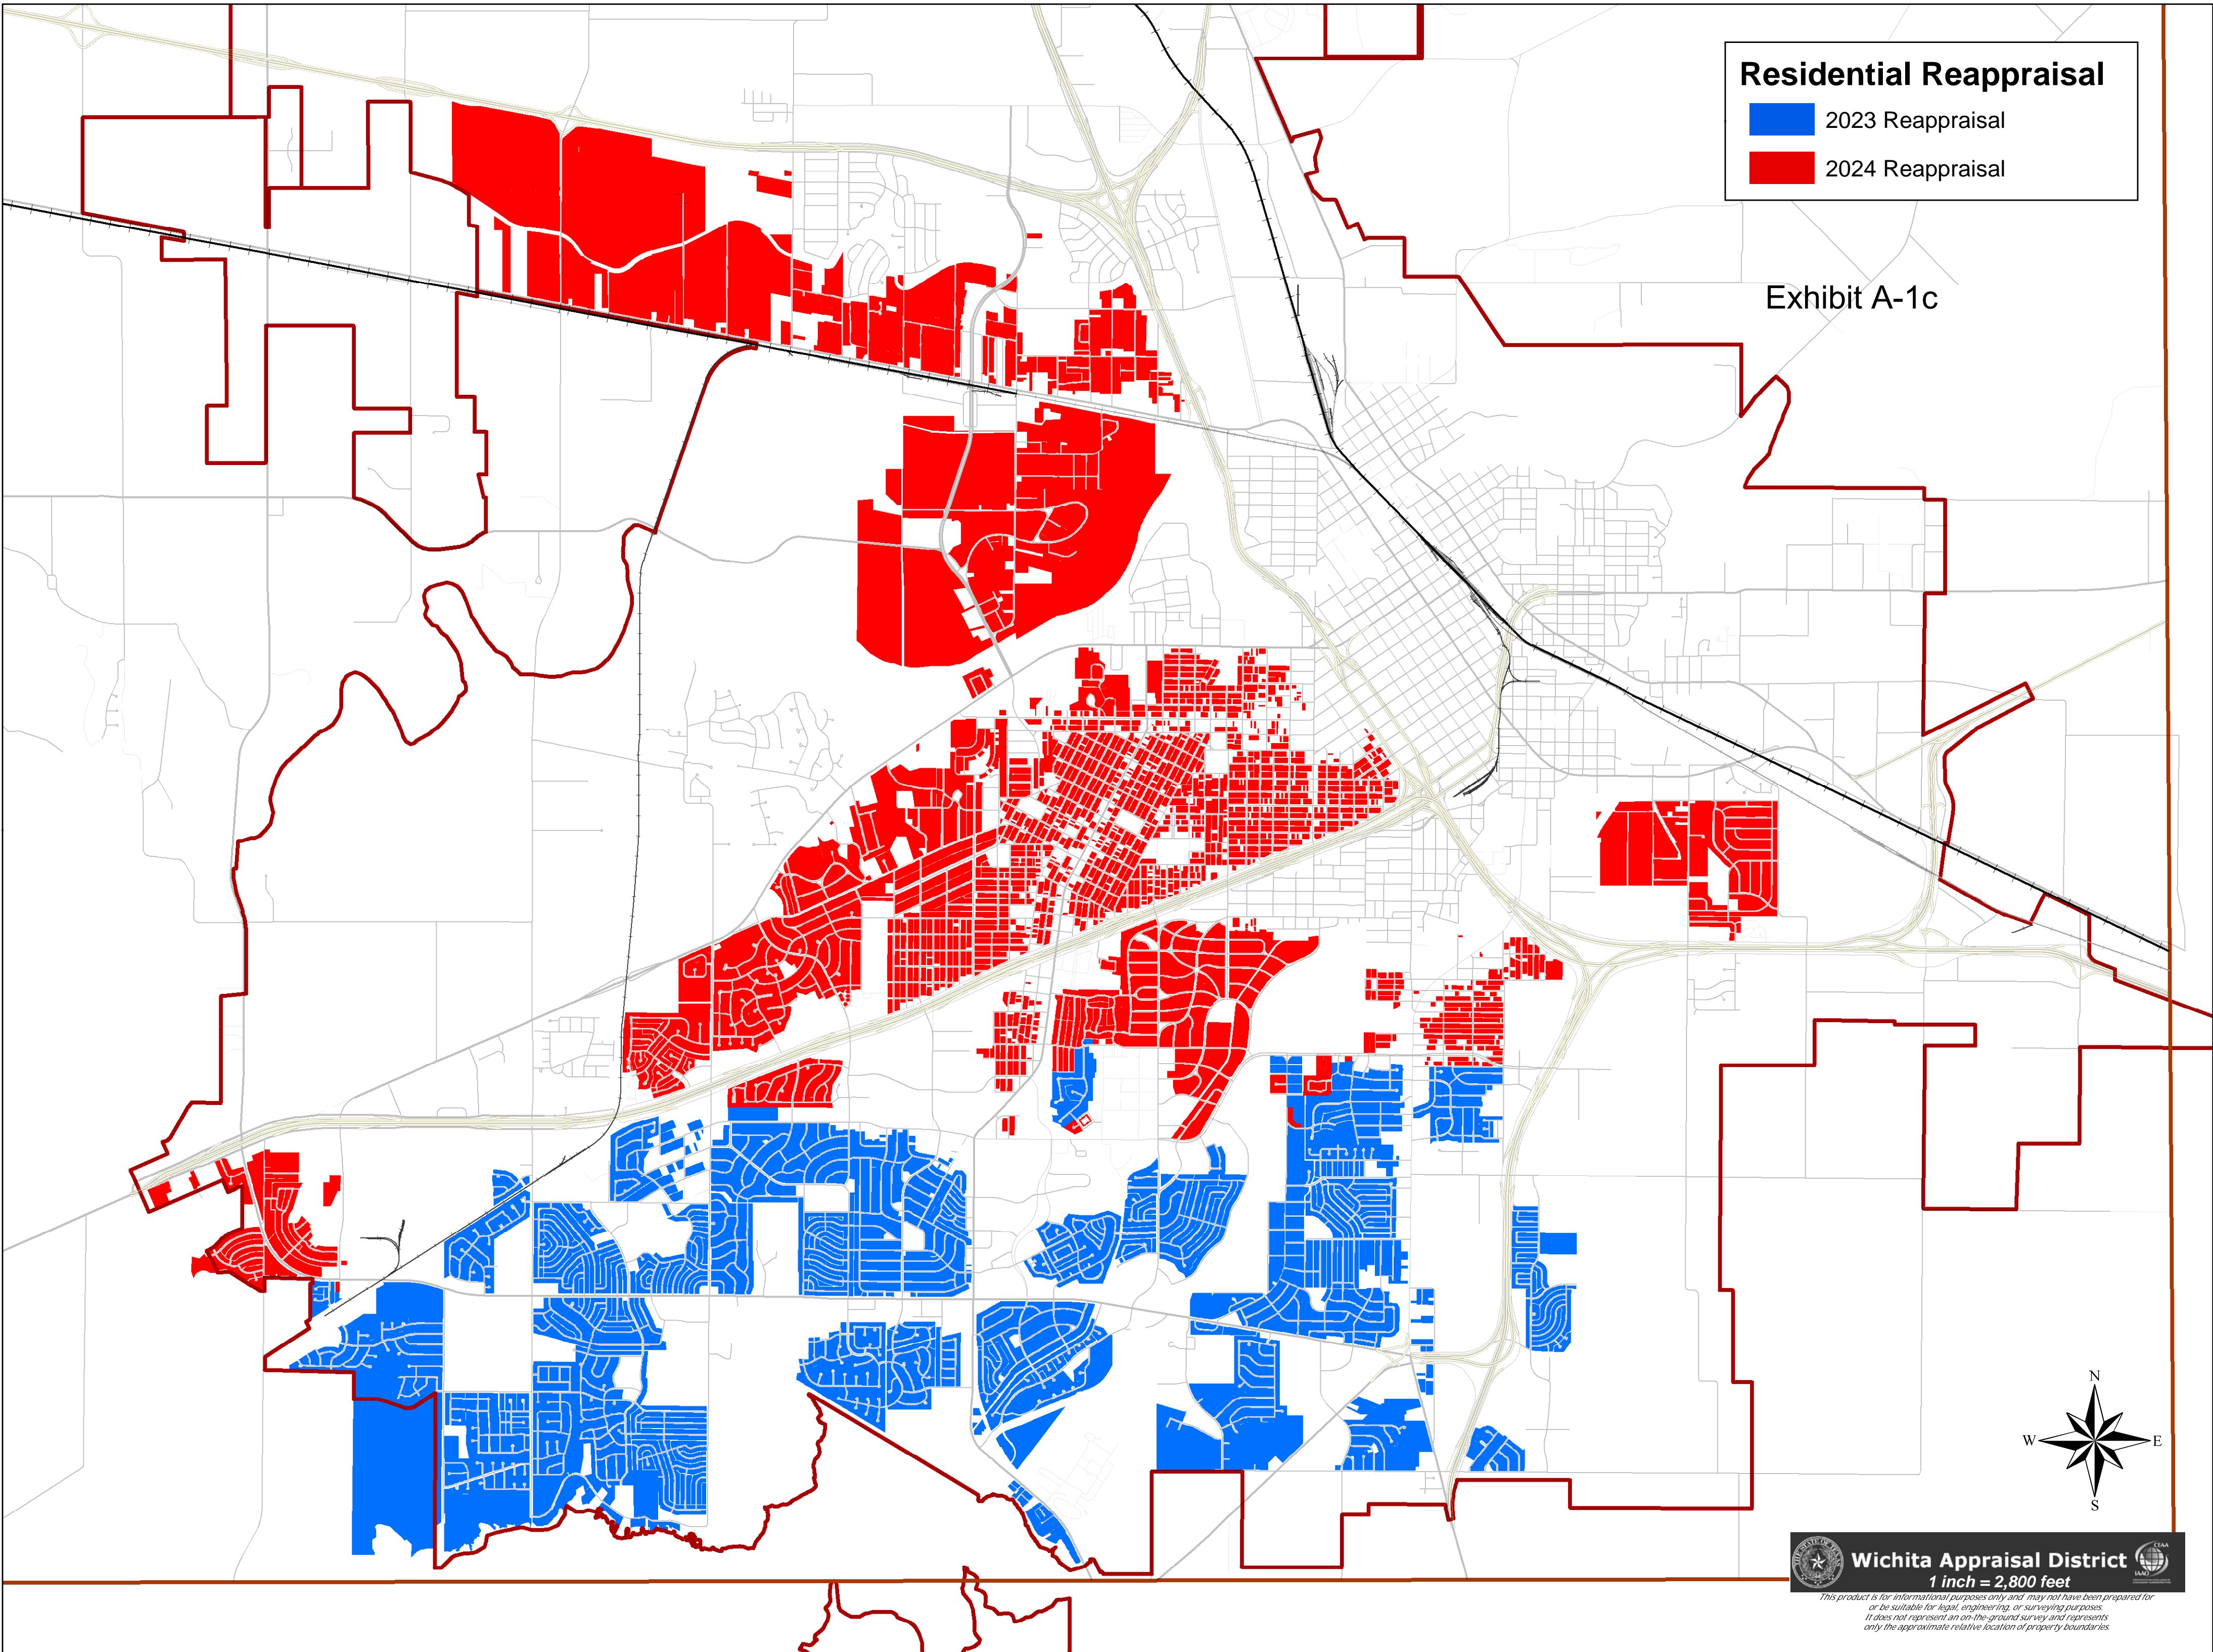 Residential Reappraisal
2023 Reappraisal
2024 Reappraisal
Exhibit A-1c
N
W
E
S
Wichita Appraisal District
1 inch = 2,800 feet
CEAA
IAAO
This product is for informational purposes only and may not have been prepared for
or be suitable for legal, engineering, or surveying purposes.
It does not represent an on-the-ground survey and represents
only the approximate relative location of property boundaries.